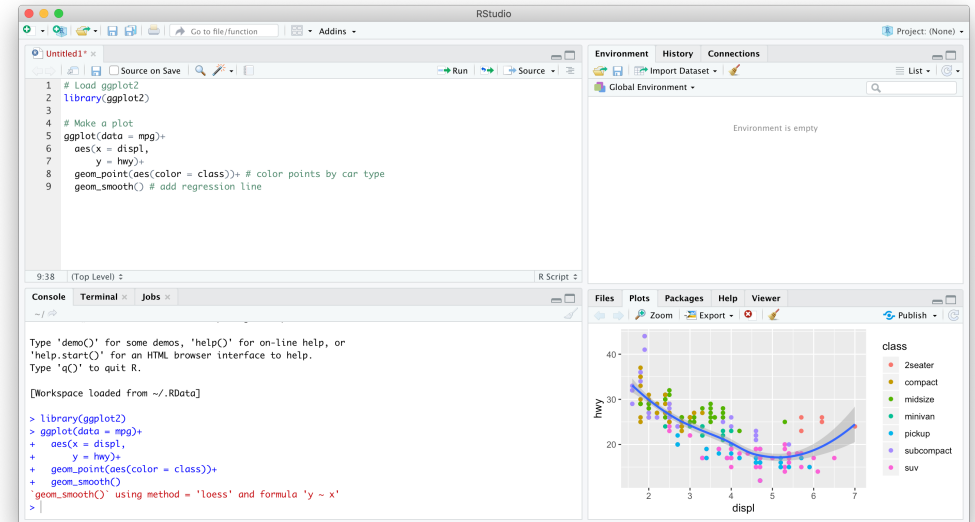 RStudio
Go to file/function
Addins
Project: (None)
Untitled1*
Source on Save
Run
Source
1 # Load ggplot2
2 library(ggplot2)
3
4 # Make a plot
5 ggplot(data = mpg)+
6   aes(x = displ,
7       y = hwy)+
8   geom_point(aes(color = class))+ # color points by car type
9   geom_smooth() # add regression line
9:38 (Top Level) R Script
Console Terminal Jobs
~/
Type 'demo()' for some demos, 'help()' for on-line help, or
'help.start()' for an HTML browser interface to help.
Type 'q()' to quit R.
[Workspace loaded from ~/.RData]
> library(ggplot2)
> ggplot(data = mpg)+
+   aes(x = displ,
+       y = hwy)+
+   geom_point(aes(color = class))+
+   geom_smooth()
`geom_smooth()` using method = 'loess' and formula 'y ~ x'
>
Environment History Connections
Import Dataset List
Global Environment
Environment is empty
Files Plots Packages Help Viewer
Zoom Export Publish
40
30
20
hwy
2 3 4 5 6 7
displ
class
2seater
compact
midsize
minivan
pickup
subcompact
suv